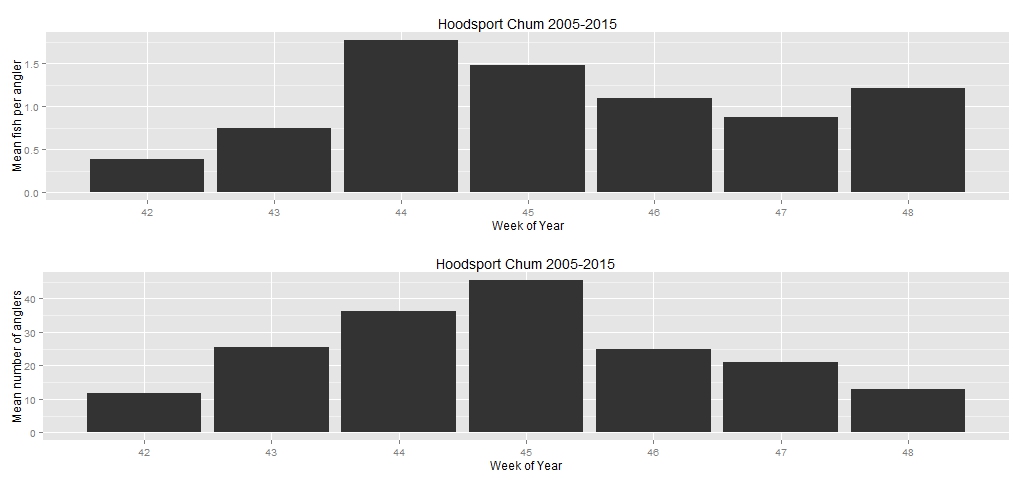 Hoodsport Chum 2005-2015
Mean fish per angler
1.5
1.0
0.5
0.0
42 43 44 45 46 47 48
Week of Year
Hoodsport Chum 2005-2015
Mean number of anglers
40
30
20
10
0
42 43 44 45 46 47 48
Week of Year